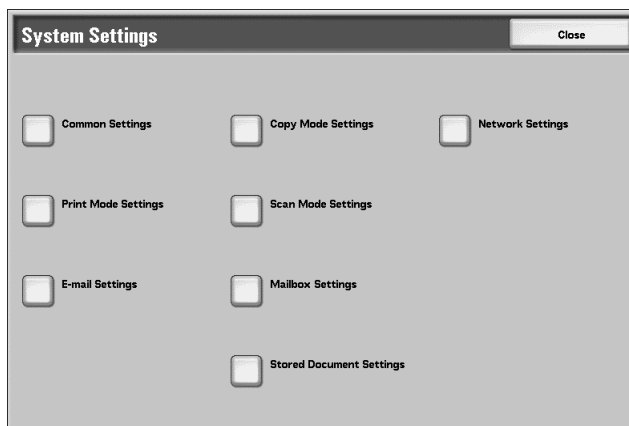 System Settings
Close
Common Settings
Copy Mode Settings
Network Settings
Print Mode Settings
Scan Mode Settings
E-mail Settings
Mailbox Settings
Stored Document Settings